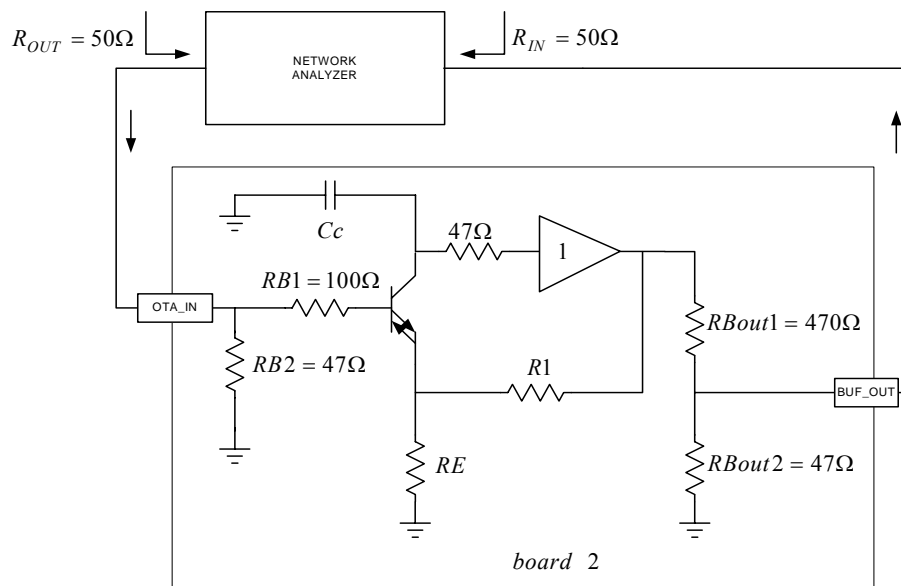 R_OUT = 50Ω
NETWORK
ANALYZER
R_IN = 50Ω
Cc
47Ω
1
RB1 = 100Ω
OTA_IN
RBout1 = 470Ω
RB2 = 47Ω
R1
BUF_OUT
RE
RBout2 = 47Ω
board 2